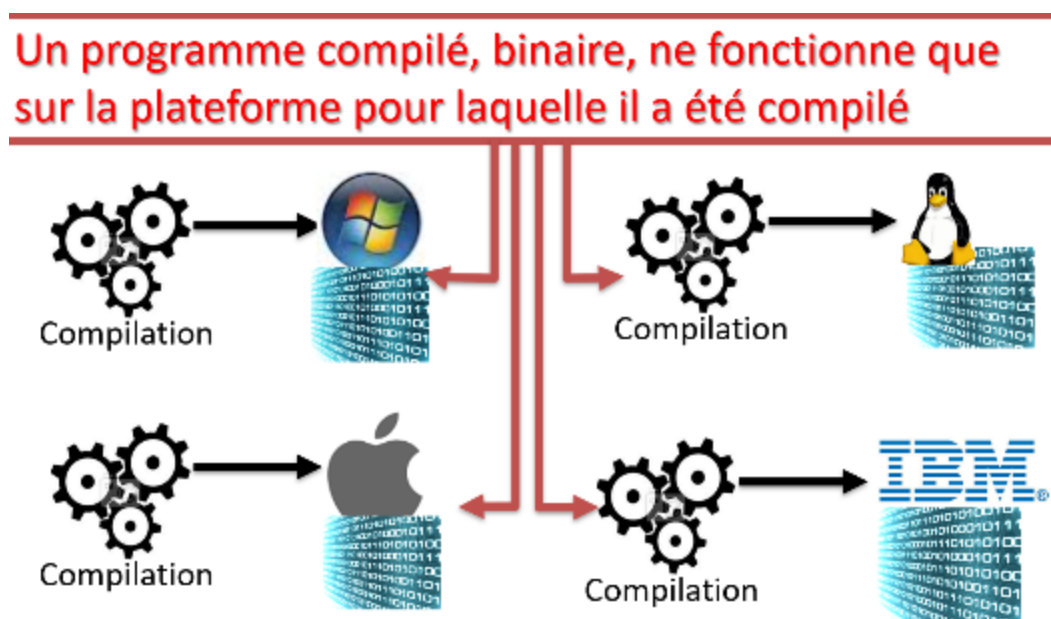 Un programme compilé, binaire, ne fonctionne que
sur la plateforme pour laquelle il a été compilé
Compilation
Compilation
Compilation
IBM®
Compilation